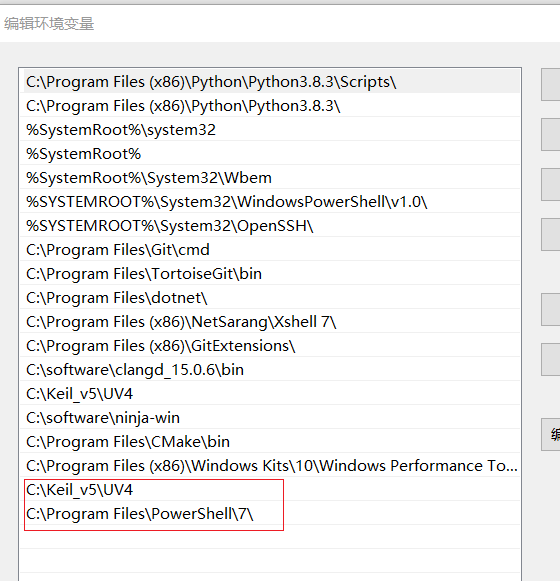 编辑环境变量
C:\Program Files (x86)\Python\Python3.8.3\Scripts\
C:\Program Files (x86)\Python\Python3.8.3\
%SystemRoot%\system32
%SystemRoot%
%SystemRoot%\System32\Wbem
%SYSTEMROOT%\System32\WindowsPowerShell\v1.0\
%SYSTEMROOT%\System32\OpenSSH\
C:\Program Files\Git\cmd
C:\Program Files\TortoiseGit\bin
C:\Program Files\dotnet\
C:\Program Files (x86)\NetSarang\Xshell 7\
C:\Program Files (x86)\GitExtensions\
C:\software\clangd_15.0.6\bin
C:\Keil_v5\UV4
C:\software\ninja-win
C:\Program Files\CMake\bin
C:\Program Files (x86)\Windows Kits\10\Windows Performance To...
C:\Keil_v5\UV4
C:\Program Files\PowerShell\7\